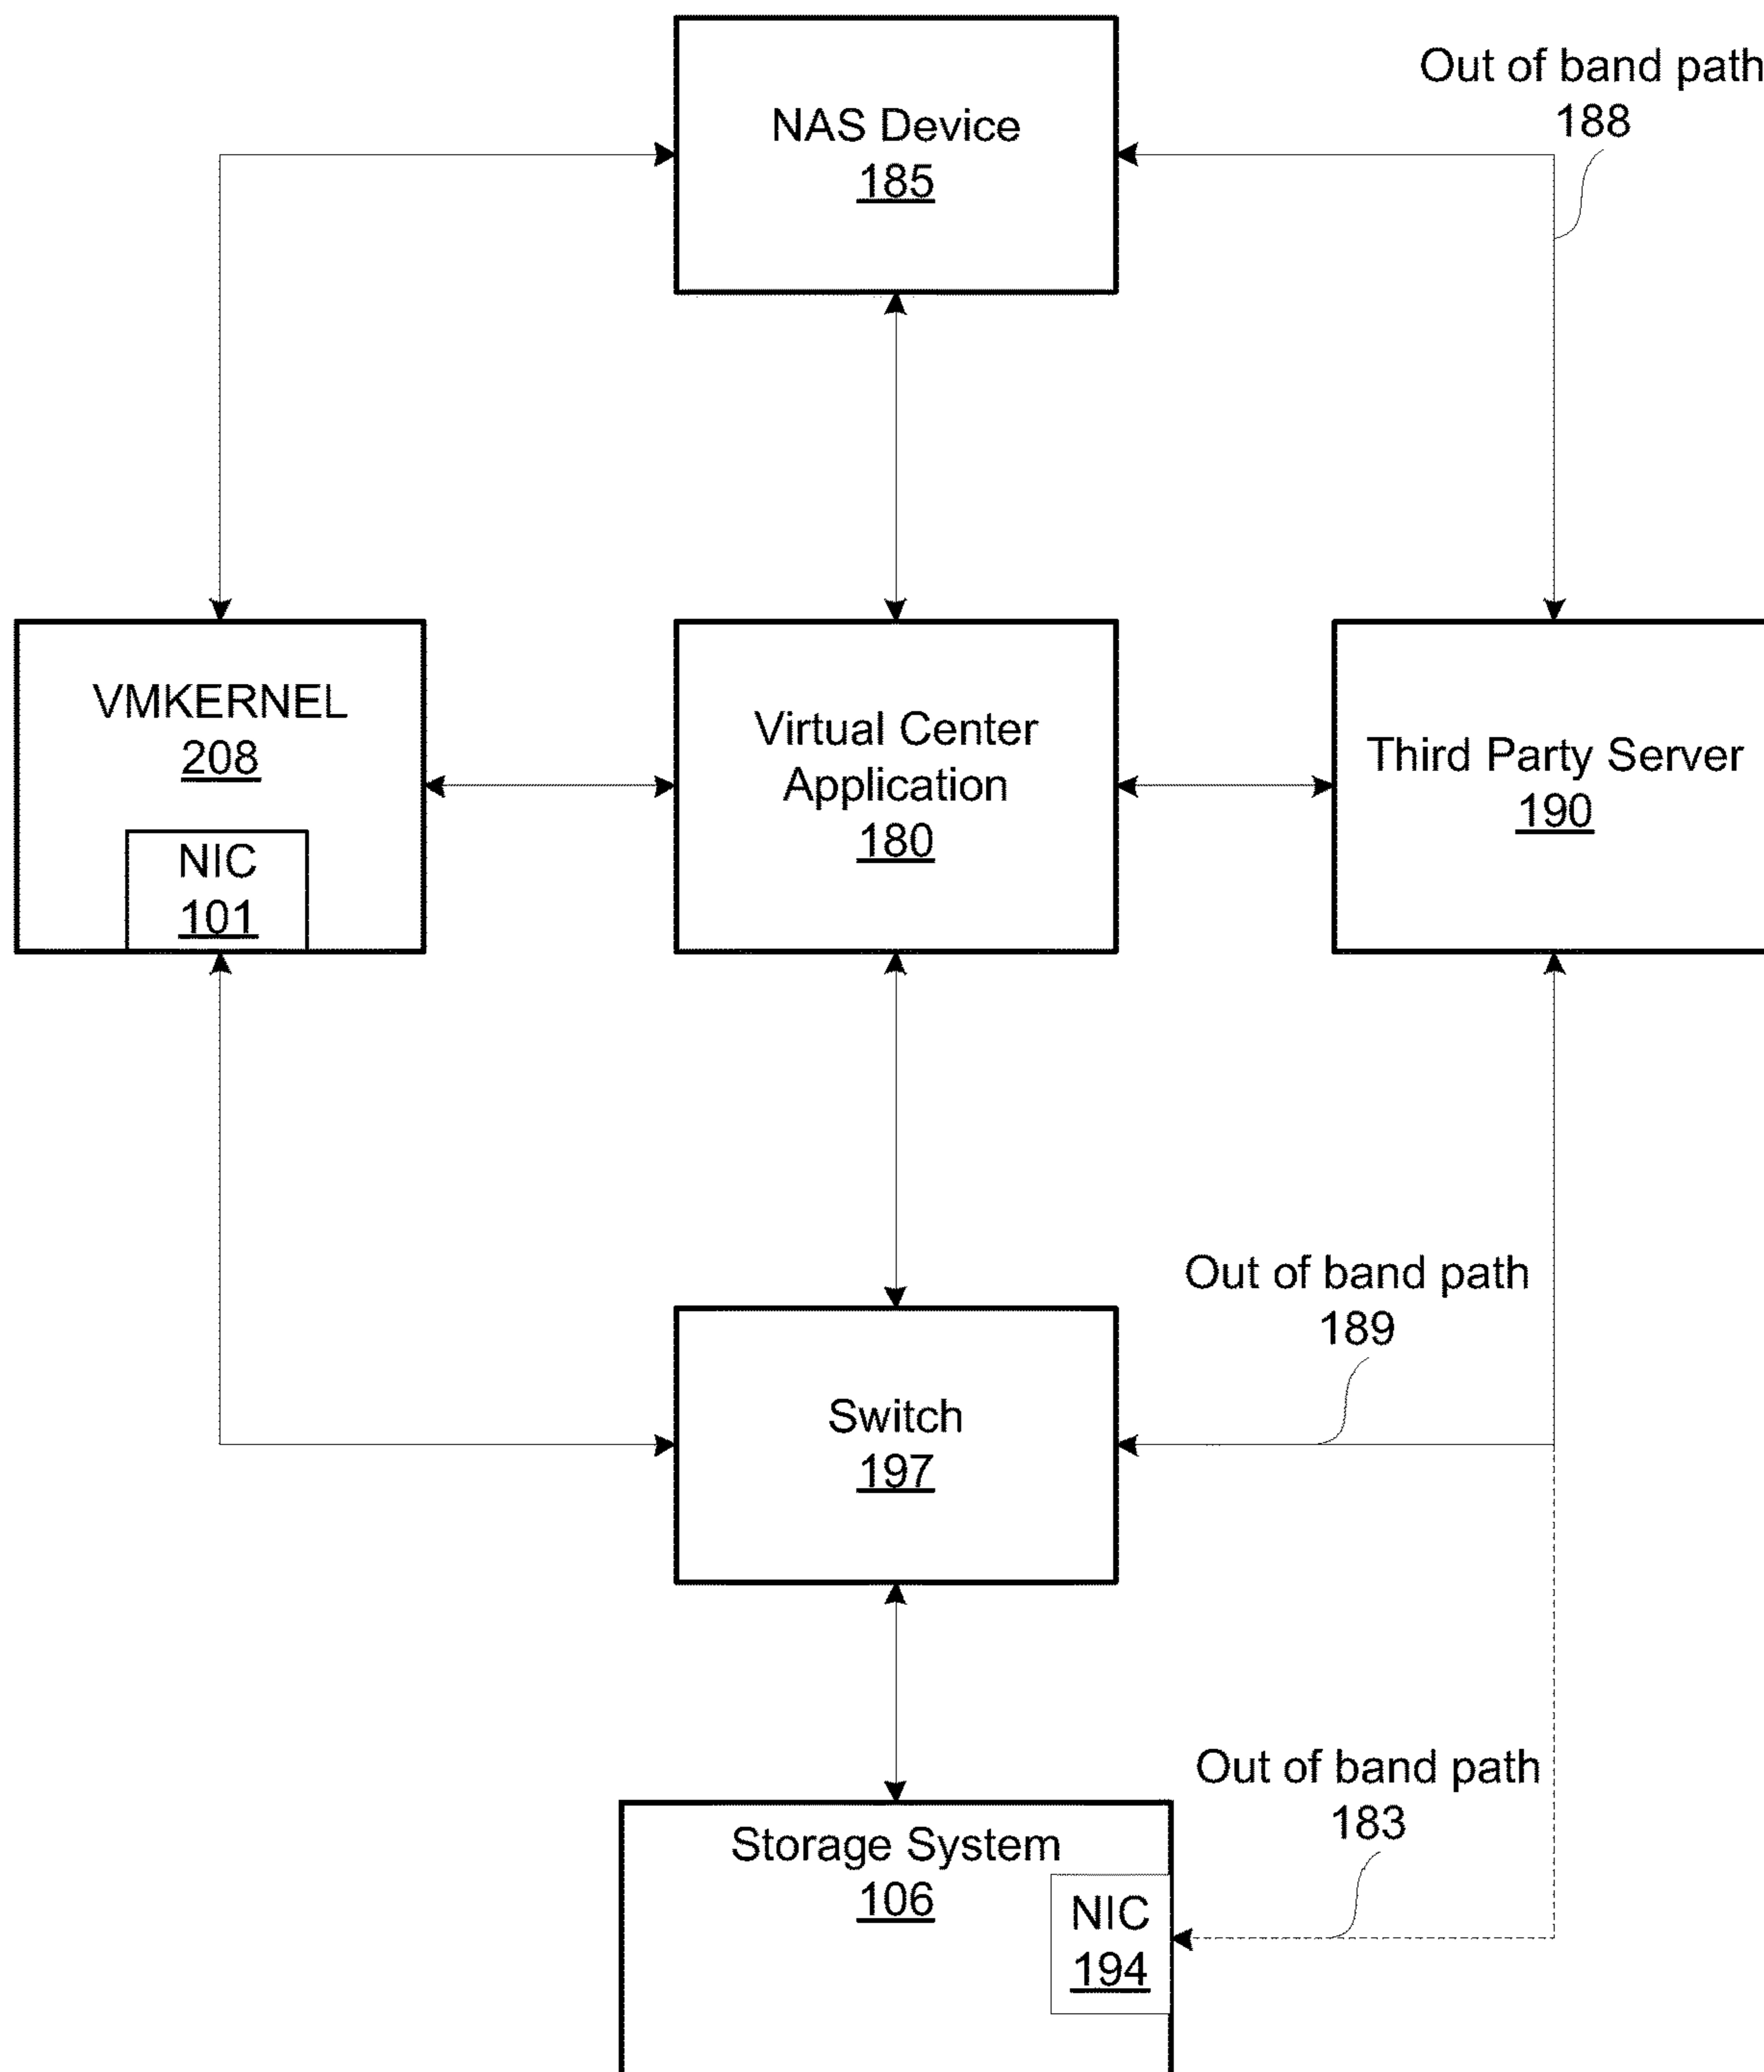 Out of band path
188
NAS Device
185
VMKERNEL
208
NIC
101
Virtual Center
Application
180
Third Party Server
190
Out of band path
189
Switch
197
Out of band path
183
Storage System
106
NIC
194